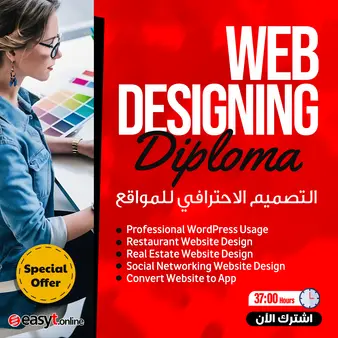 WEB
DESIGNING
Diploma
التصميم الاحترافي للمواقع
Professional WordPress Usage
Restaurant Website Design
Real Estate Website Design
Social Networking Website Design
Convert Website to App
Special
Offer
37:00 Hours
easyt.online
اشترك الآن